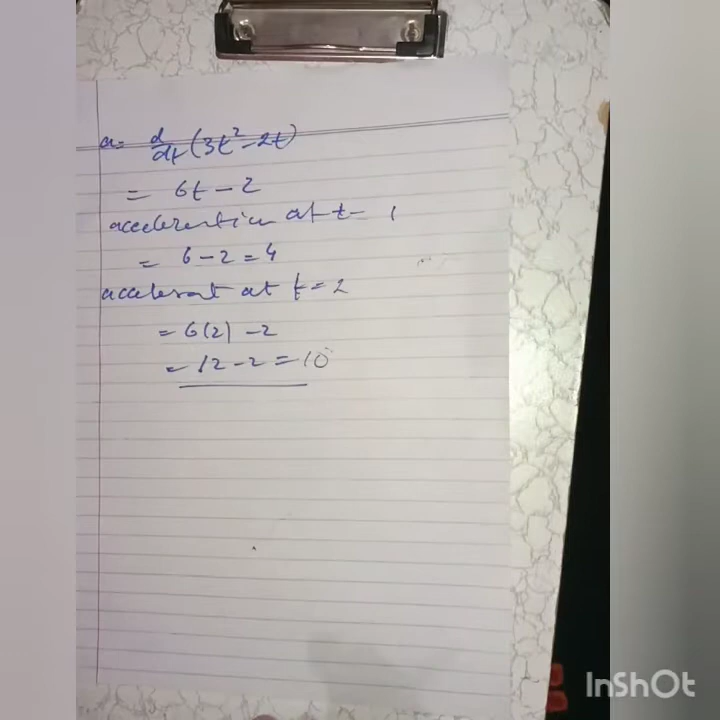 a = d/dt (3t² - 2t)
= 6t - 2
acceleration at t = 1
= 6 - 2 = 4
accelerat at t = 2
= 6(2) - 2
= 12 - 2 = 10
InShOt